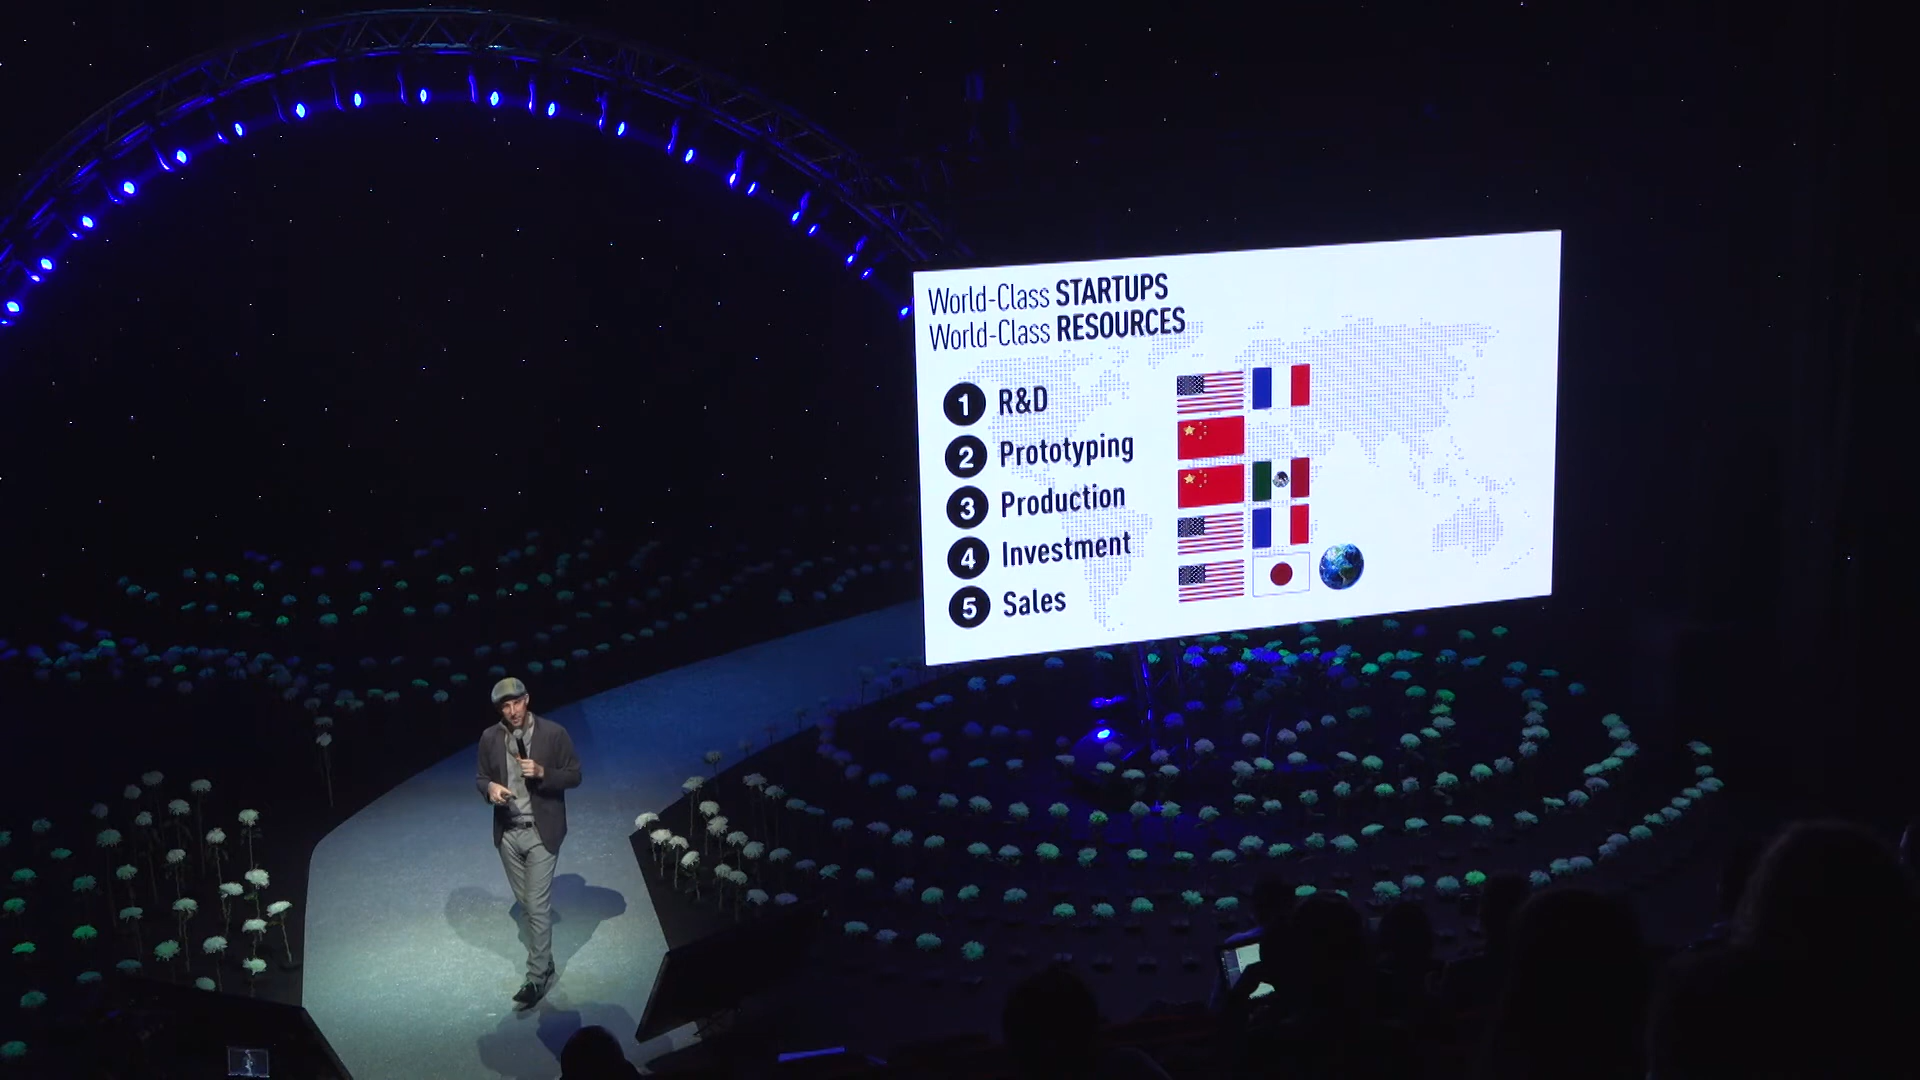 World-Class STARTUPS
World-Class RESOURCES
1 R&D
2 Prototyping
3 Production
4 Investment
5 Sales